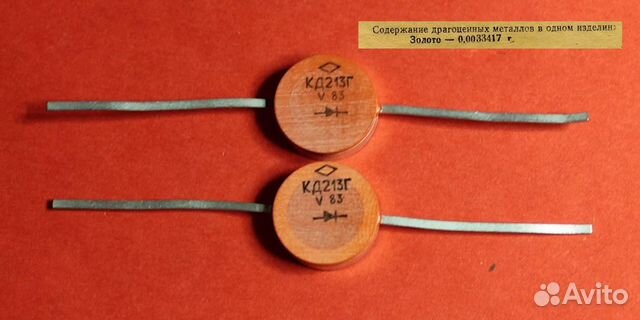 Содержание драгоценных металлов в одном изделии:
Золото — 0,0033417 г.
КД213Г
V 83
КД213Г
V 83
Avito